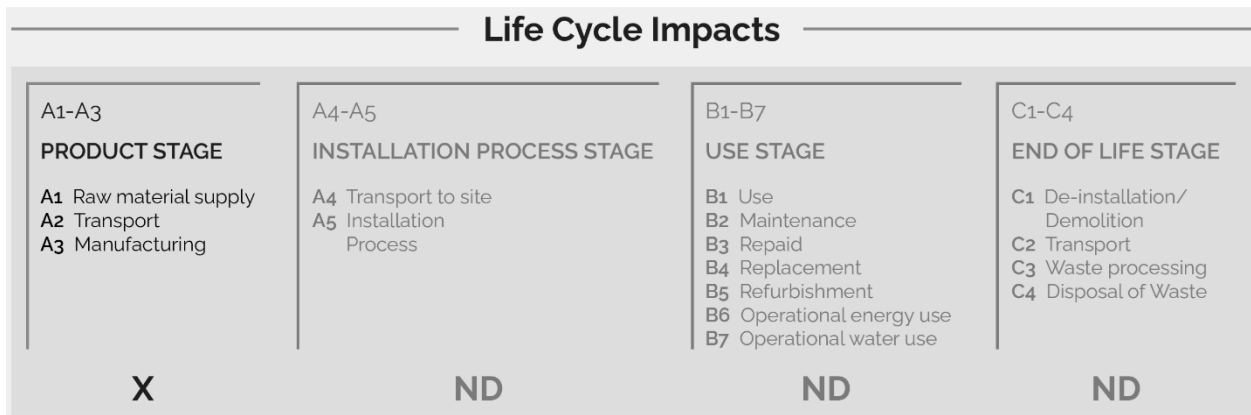 Life Cycle Impacts
A1-A3
PRODUCT STAGE
A1 Raw material supply
A2 Transport
A3 Manufacturing
X
A4-A5
INSTALLATION PROCESS STAGE
A4 Transport to site
A5 Installation
Process
ND
B1-B7
USE STAGE
B1 Use
B2 Maintenance
B3 Repaid
B4 Replacement
B5 Refurbishment
B6 Operational energy use
B7 Operational water use
ND
C1-C4
END OF LIFE STAGE
C1 De-installation/
Demolition
C2 Transport
C3 Waste processing
C4 Disposal of Waste
ND